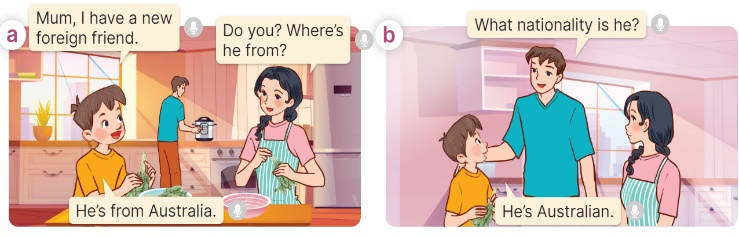 a
Mum, I have a new
foreign friend.
Do you? Where's
he from?
He's from Australia.
b
What nationality is he?
He's Australian.